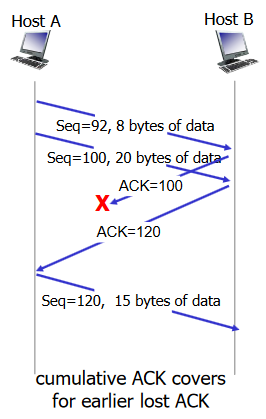 Host A
Host B
Seq=92, 8 bytes of data
Seq=100, 20 bytes of data
ACK=100
X
ACK=120
Seq=120, 15 bytes of data
cumulative ACK covers
for earlier lost ACK